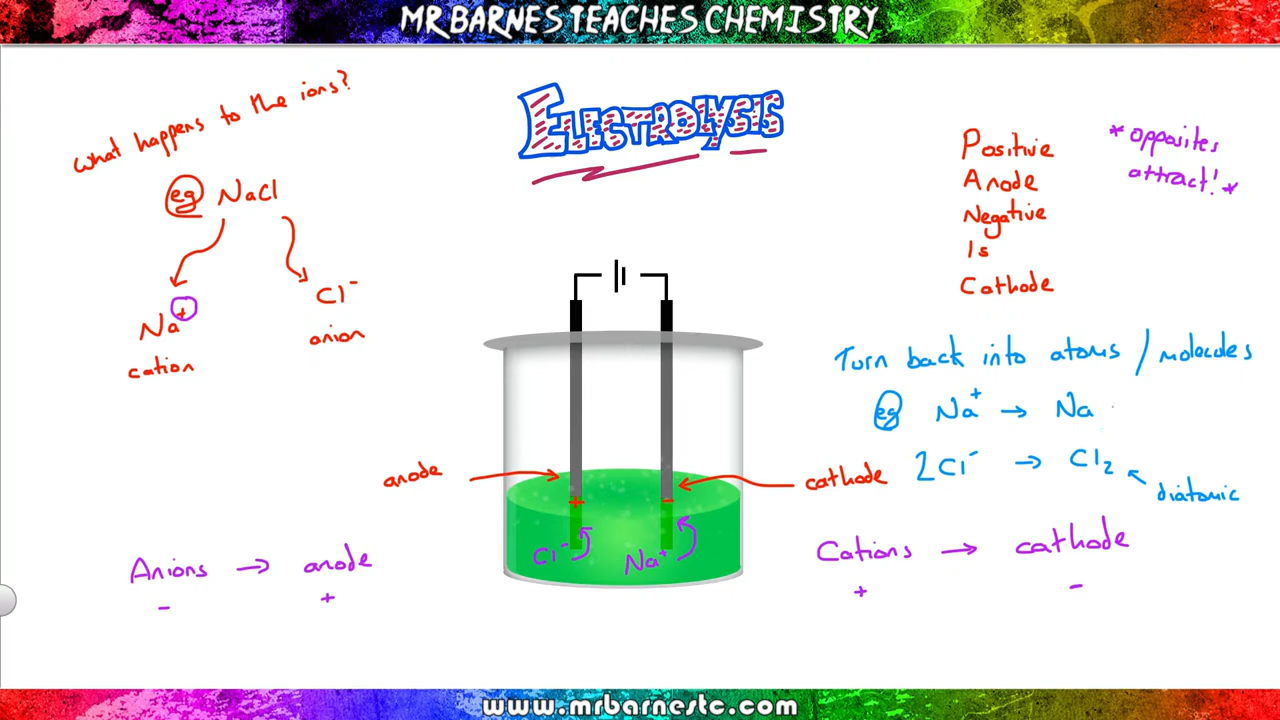 MR BARNES TEACHES CHEMISTRY
ELECTROLYSIS
What happens to the ions?
eg NaCl
Na+
cation
Cl-
anion
Positive
Anode
Negative
Is
Cathode
*opposites
attract!*
Turn back into atoms / molecules
eg Na+ → Na
2Cl- → Cl2
diatomic
anode
cathode
+
-
Cl-
Na+
Anions → anode
- +
Cations → cathode
+ -
www.mrbarnestc.com